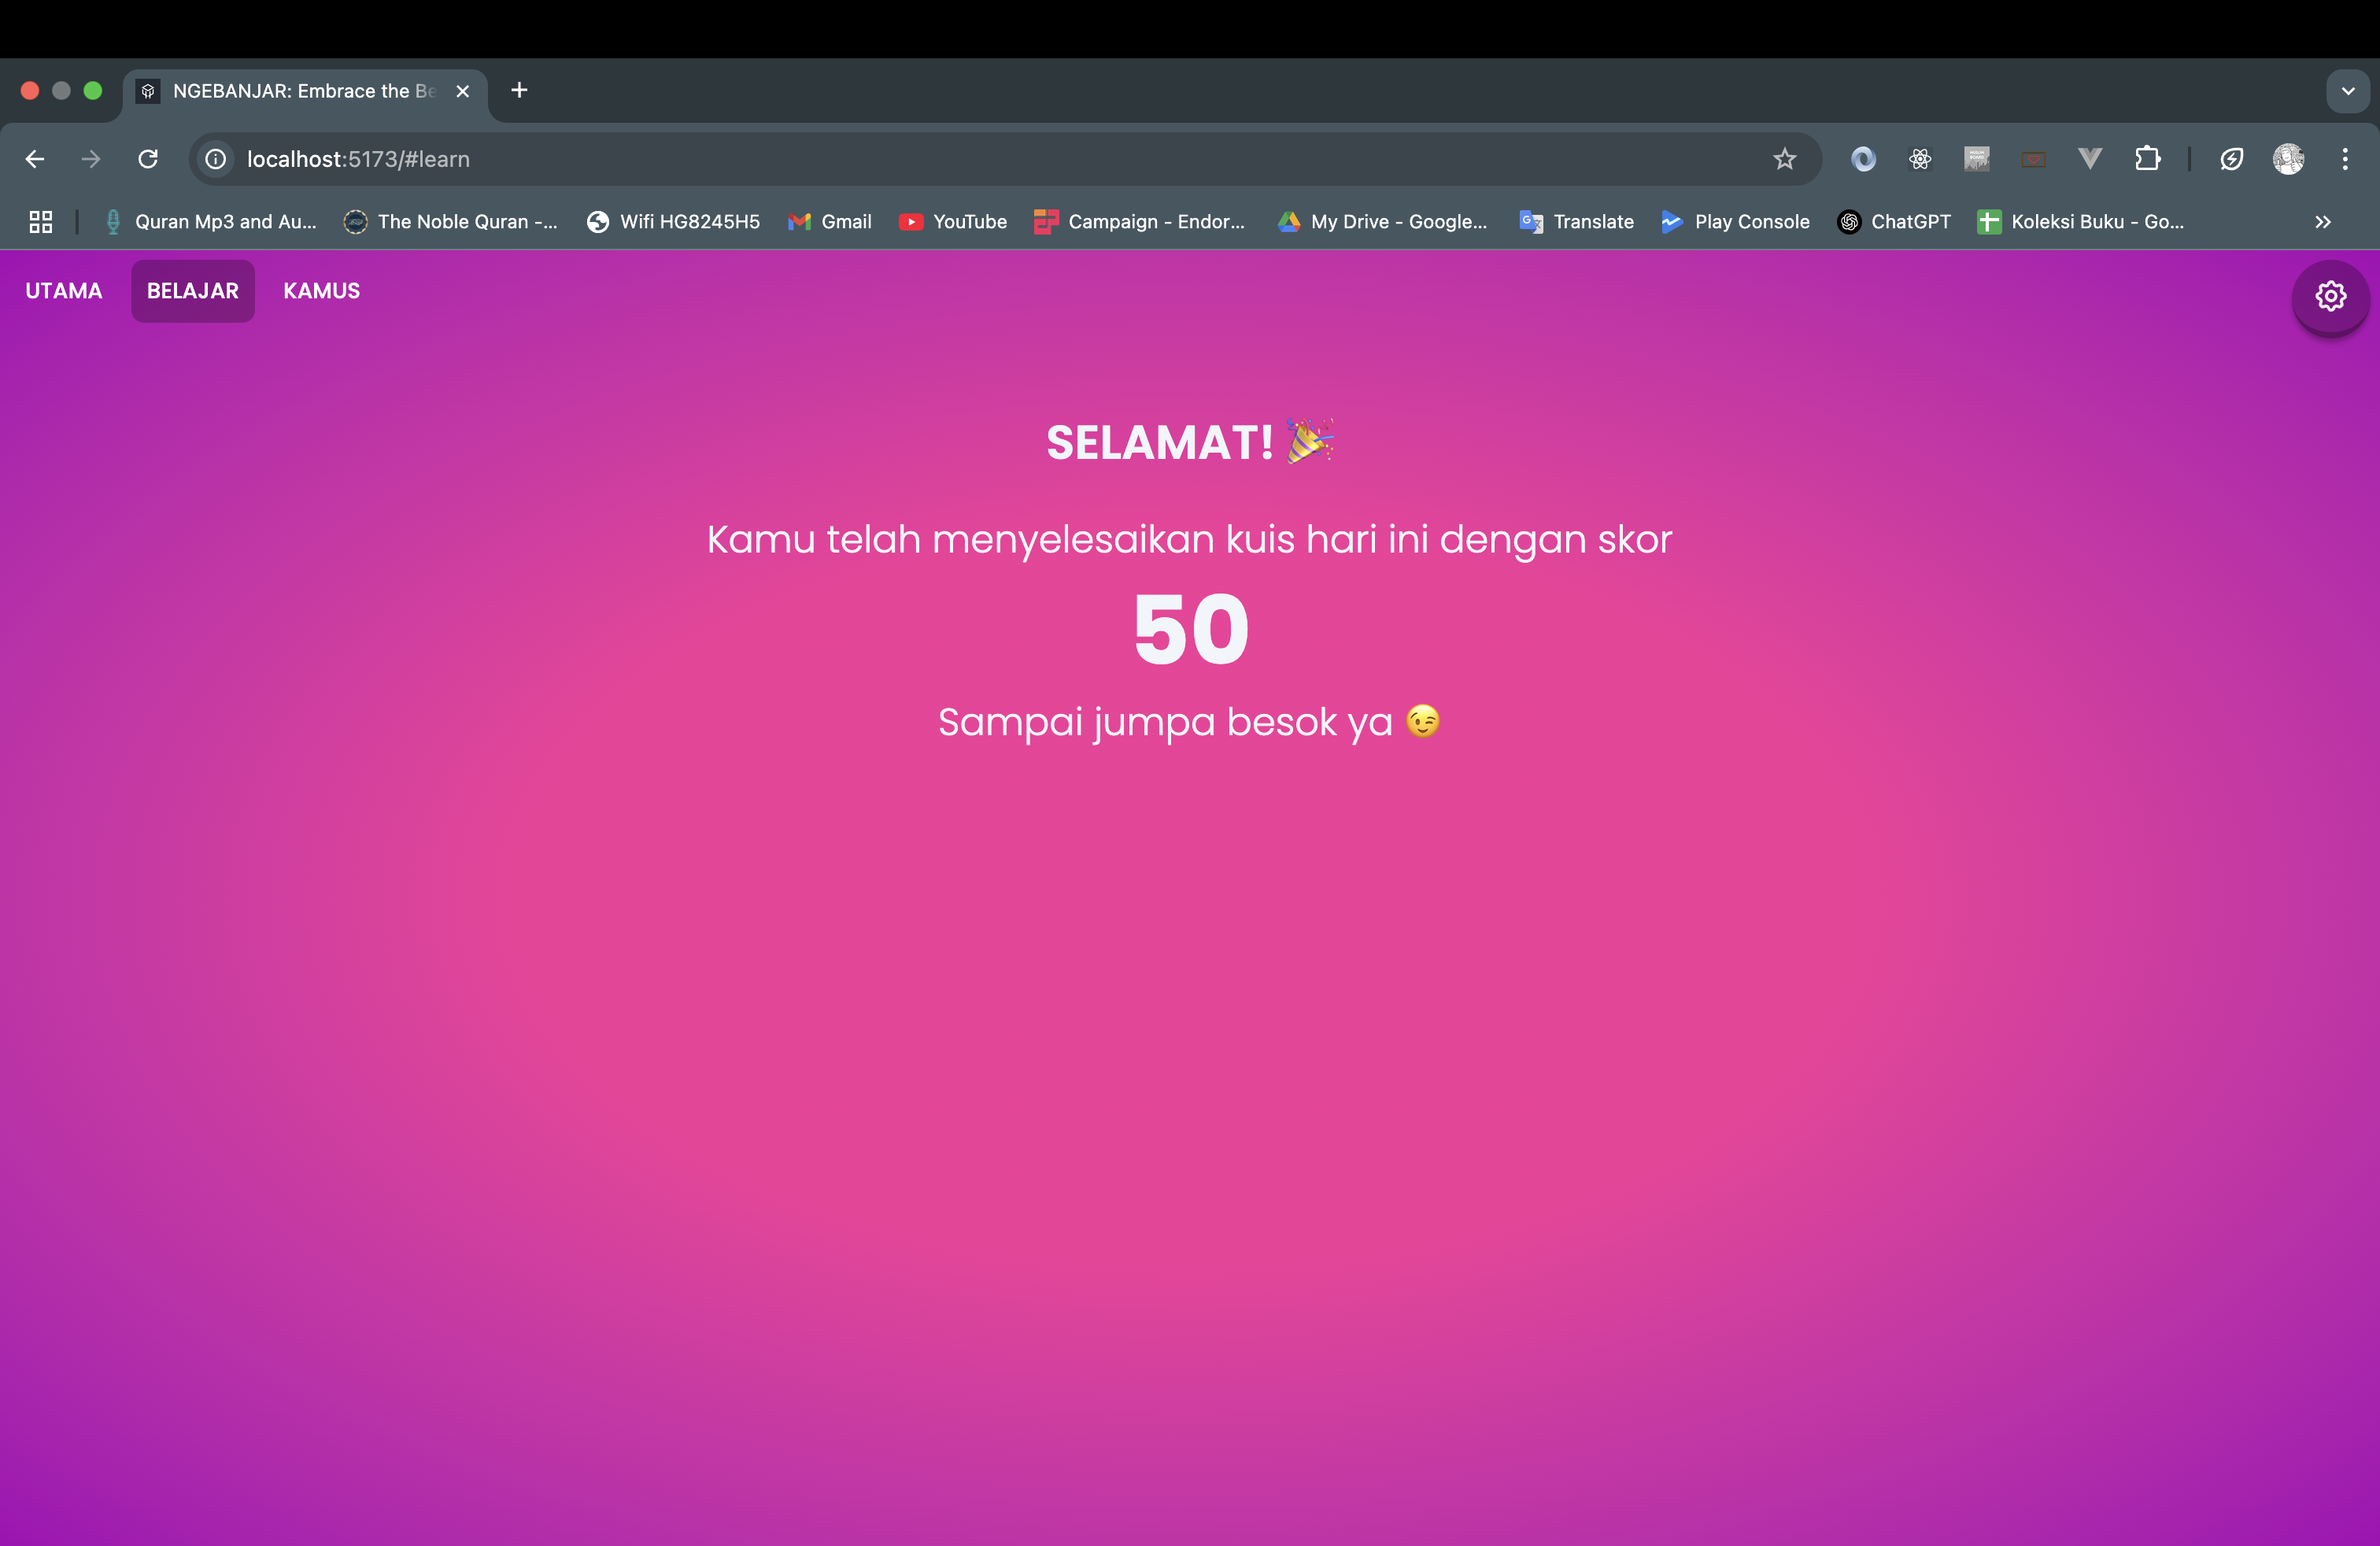 NGEBANJAR: Embrace the Be
localhost:5173/#learn
Quran Mp3 and Au...
The Noble Quran -...
Wifi HG8245H5
Gmail
YouTube
Campaign - Endor...
My Drive - Google...
Translate
Play Console
ChatGPT
Koleksi Buku - Go...
UTAMA
BELAJAR
KAMUS
SELAMAT! 🎉
Kamu telah menyelesaikan kuis hari ini dengan skor
50
Sampai jumpa besok ya 😉